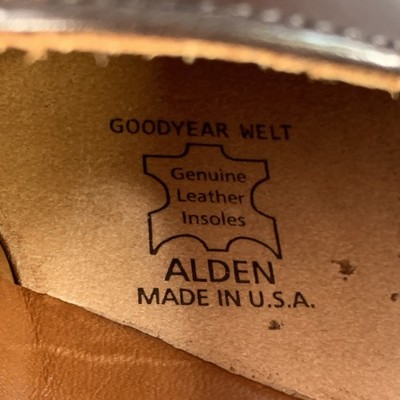 GOODYEAR WELT
Genuine
Leather
Insoles
ALDEN
MADE IN U.S.A.